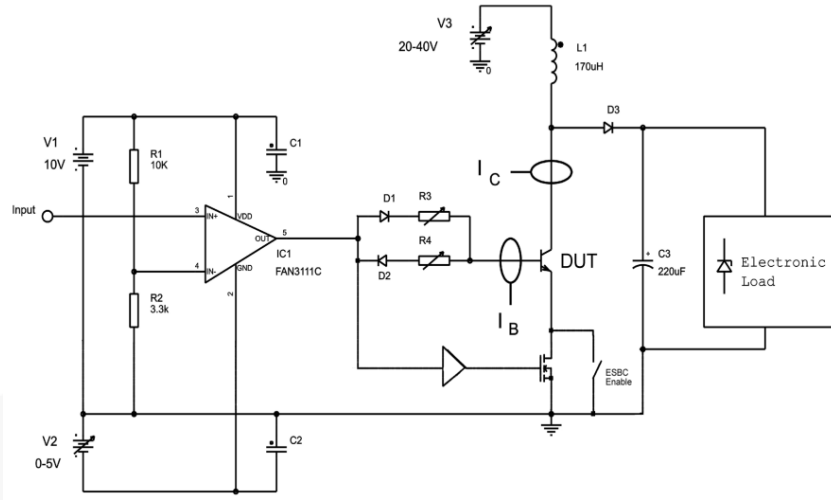 V3
20-40V
0
L1
170uH
D3
V1
10V
R1
10K
C1
0
I C
Input
3
IN+
1
VDD
OUT
5
IC1
FAN3111C
4
IN-
GND
2
D1
R3
D2
R4
DUT
I B
R2
3.3k
C3
220uF
Electronic
Load
ESBC
Enable
V2
0-5V
C2